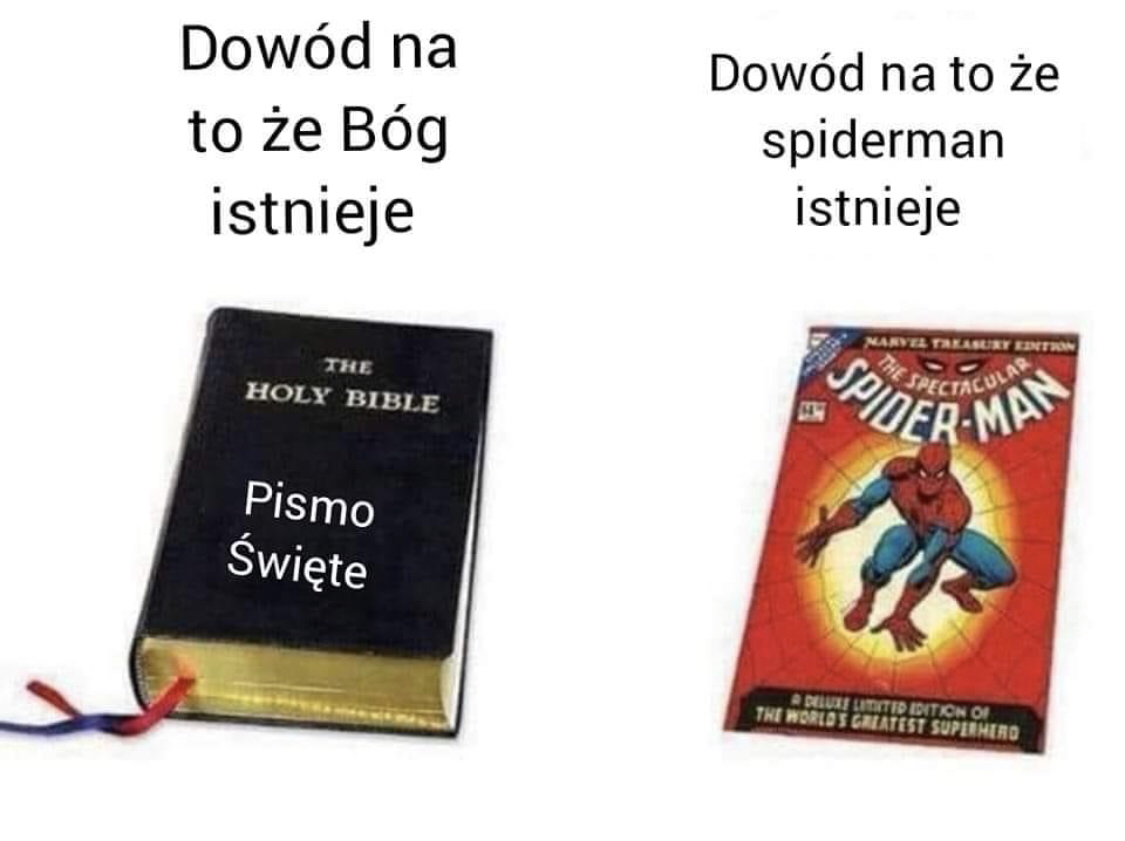 Dowód na
to że Bóg
istnieje
Dowód na to że
spiderman
istnieje
THE
HOLY BIBLE
Pismo
Święte
MARVEL TREASURY EDITION
THE SPECTACULAR
SPIDER-MAN
A DELUXE LIMITED EDITION OF
THE WORLD'S GREATEST SUPERHERO